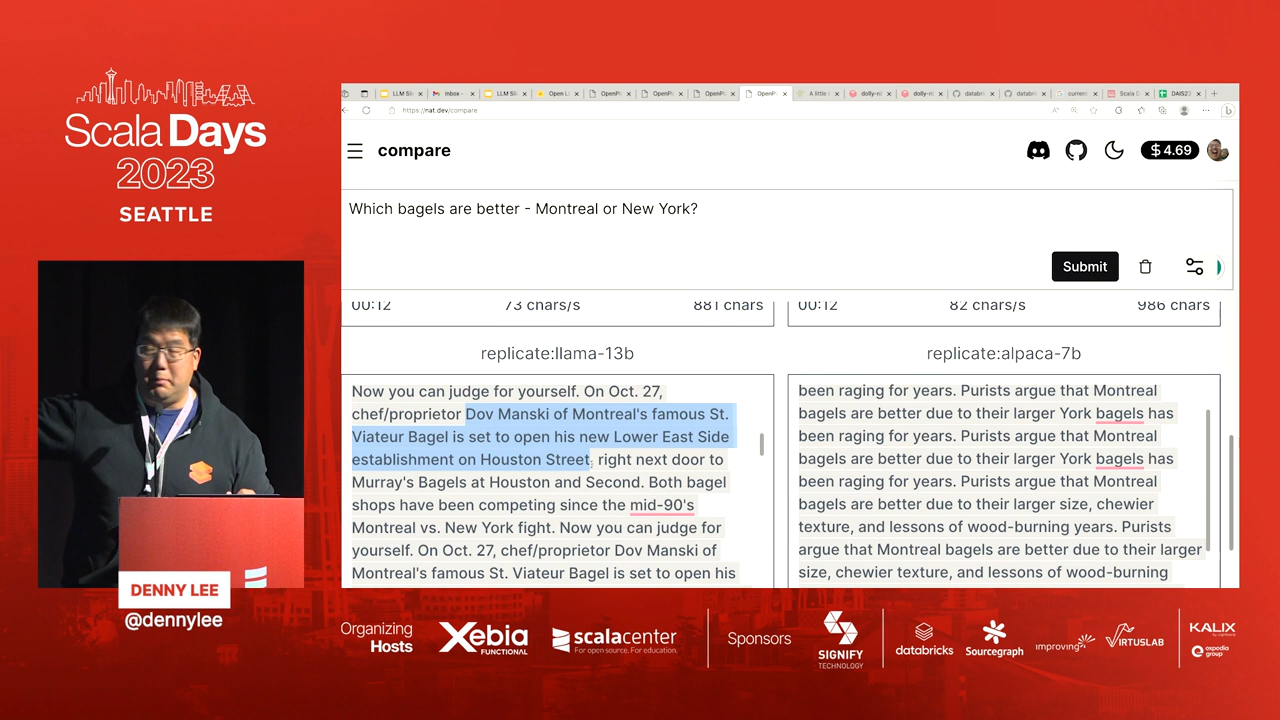 Scala Days
2023
SEATTLE
DENNY LEE
@dennylee
https://nat.dev/compare
compare
$ 4.69
Which bagels are better - Montreal or New York?
Submit
00:12 73 chars/s 881 chars
00:12 82 chars/s 986 chars
replicate:llama-13b
Now you can judge for yourself. On Oct. 27,
chef/proprietor Dov Manski of Montreal's famous St.
Viateur Bagel is set to open his new Lower East Side
establishment on Houston Street, right next door to
Murray's Bagels at Houston and Second. Both bagel
shops have been competing since the mid-90's
Montreal vs. New York fight. Now you can judge for
yourself. On Oct. 27, chef/proprietor Dov Manski of
Montreal's famous St. Viateur Bagel is set to open his
replicate:alpaca-7b
been raging for years. Purists argue that Montreal
bagels are better due to their larger York bagels has
been raging for years. Purists argue that Montreal
bagels are better due to their larger York bagels has
been raging for years. Purists argue that Montreal
bagels are better due to their larger size, chewier
texture, and lessons of wood-burning years. Purists
argue that Montreal bagels are better due to their larger
size, chewier texture, and lessons of wood-burning
Organizing
Hosts
Xebia
FUNCTIONAL
scalacenter
For open source. For education.
Sponsors
SIGNIFY
TECHNOLOGY
databricks
Sourcegraph
improving
VIRTUSLAB
KALIX
expedia
group